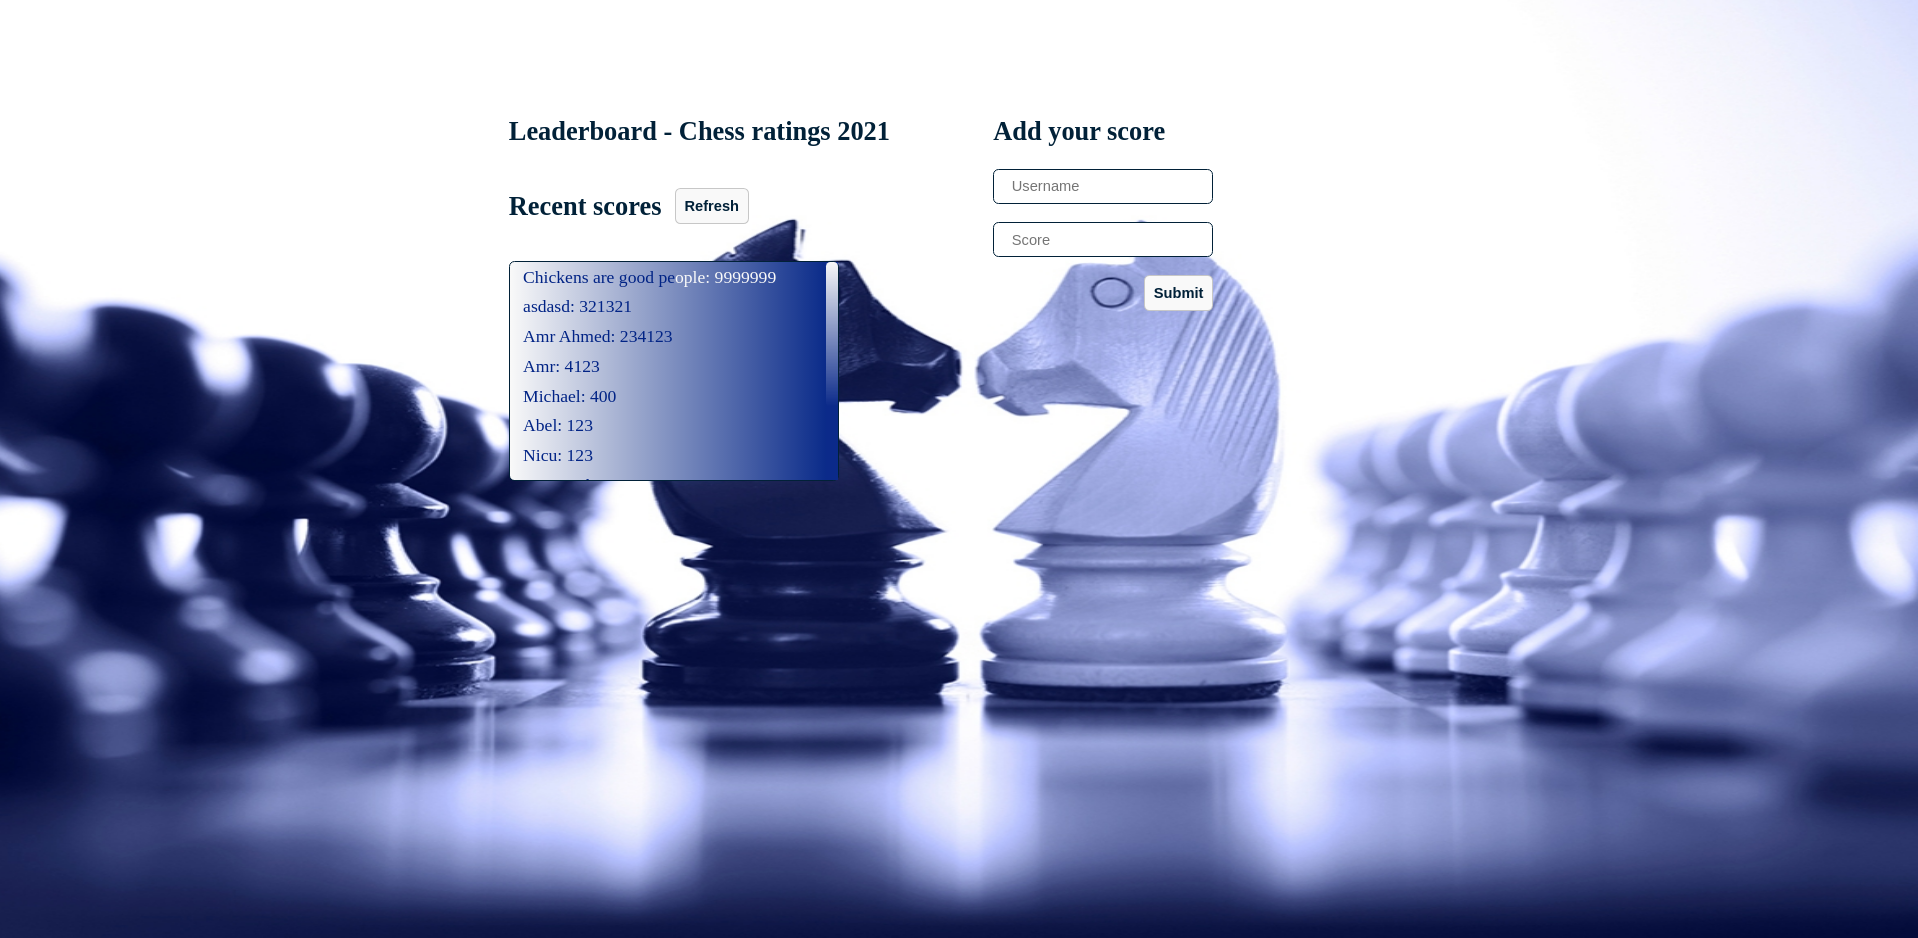 Leaderboard - Chess ratings 2021
Recent scores
Refresh
Chickens are good people: 9999999
asdasd: 321321
Amr Ahmed: 234123
Amr: 4123
Michael: 400
Abel: 123
Nicu: 123
Add your score
Username
Score
Submit